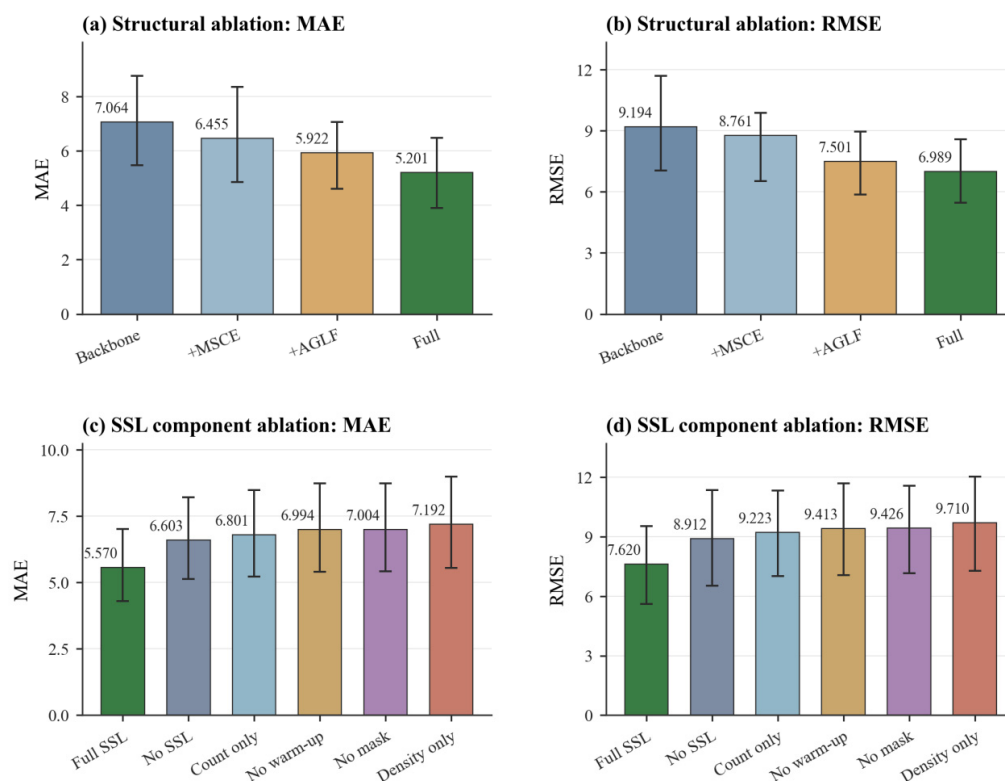 (a) Structural ablation: MAE
MAE
8
6
4
2
0
7.064
6.455
5.922
5.201
Backbone
+MSCE
+AGLF
Full
(b) Structural ablation: RMSE
RMSE
12
9
6
3
0
9.194
8.761
7.501
6.989
Backbone
+MSCE
+AGLF
Full
(c) SSL component ablation: MAE
MAE
10.0
7.5
5.0
2.5
0.0
5.570
6.603
6.801
6.994
7.004
7.192
Full SSL
No SSL
Count only
No warm-up
No mask
Density only
(d) SSL component ablation: RMSE
RMSE
12
9
6
3
0
7.620
8.912
9.223
9.413
9.426
9.710
Full SSL
No SSL
Count only
No warm-up
No mask
Density only